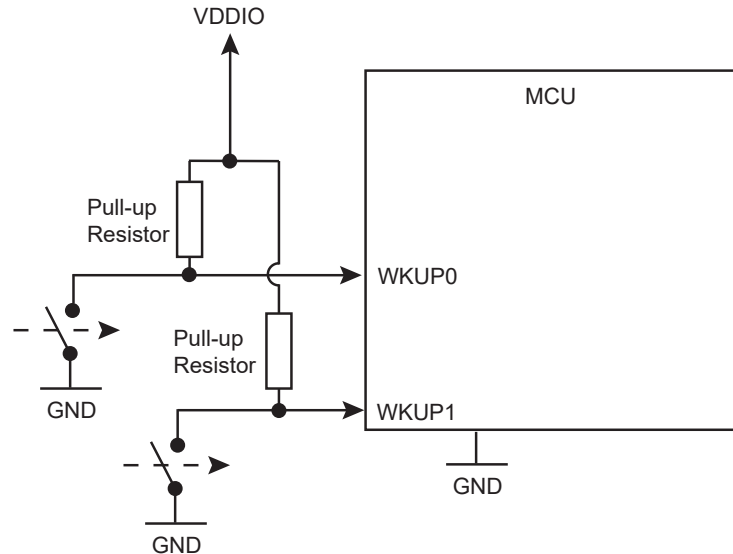 VDDIO
MCU
Pull-up
Resistor
WKUP0
Pull-up
Resistor
GND
WKUP1
GND
GND